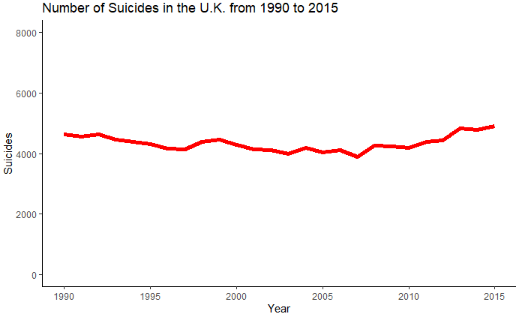 Number of Suicides in the U.K. from 1990 to 2015
Suicides
8000
6000
4000
2000
0
1990 1995 2000 2005 2010 2015
Year